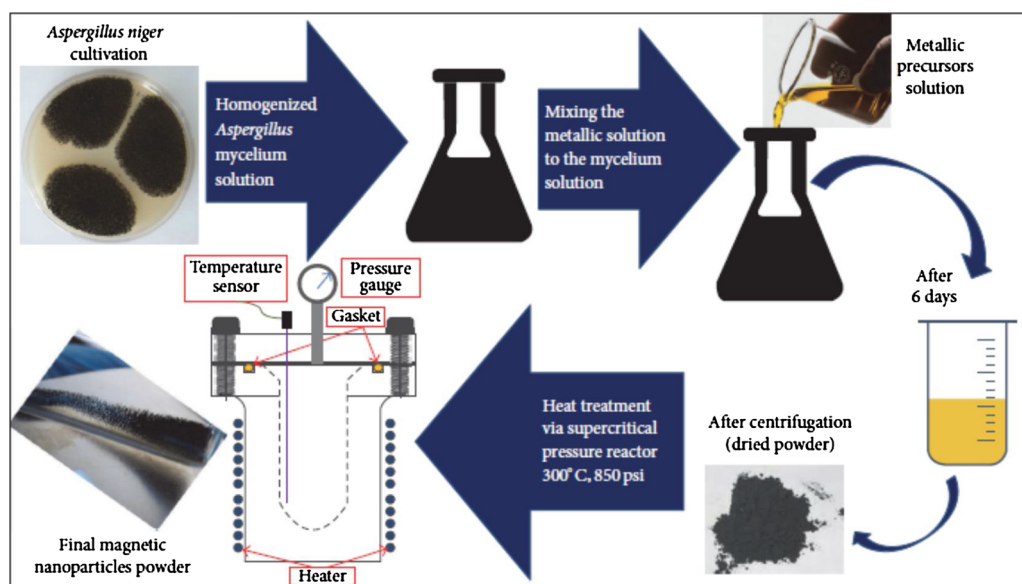 Aspergillus niger
cultivation
Homogenized
Aspergillus
mycelium
solution
Mixing the
metallic solution
to the mycelium
solution
Metallic
precursors
solution
After
6 days
After centrifugation
(dried powder)
Heat treatment
via supercritical
pressure reactor
300°C, 850 psi
Temperature
sensor
Pressure
gauge
Gasket
Heater
Final magnetic
nanoparticles powder